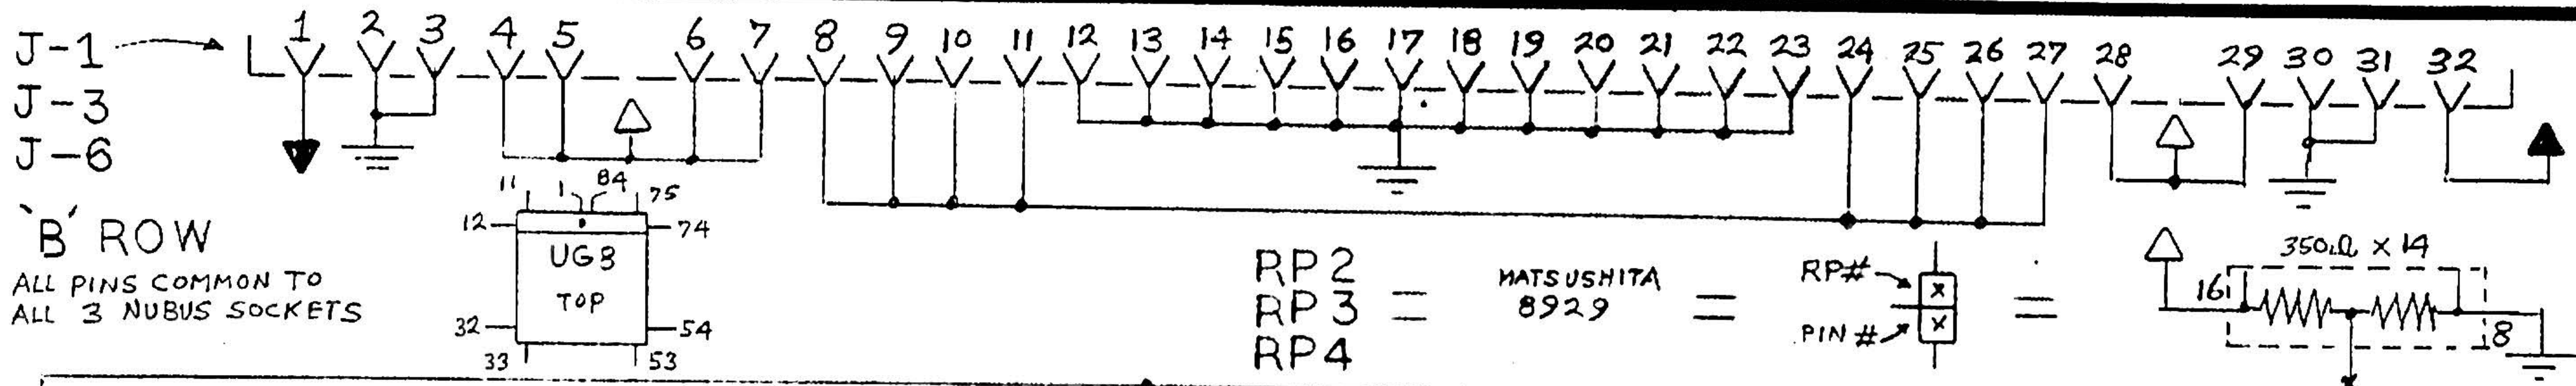 J-1
J-3
J-6
1 2 3 4 5 6 7 8 9 10 11 12 13 14 15 16 17 18 19 20 21 22 23 24 25 26 27 28 29 30 31 32
'B' ROW
ALL PINS COMMON TO
ALL 3 NUBUS SOCKETS
11 1 84 75
12 74
UG3
TOP
32 54
33 53
RP2
RP3
RP4
=
MATSUSHITA
8929
=
RP#
X
X
PIN #
=
350Ω X 14
16
8
X